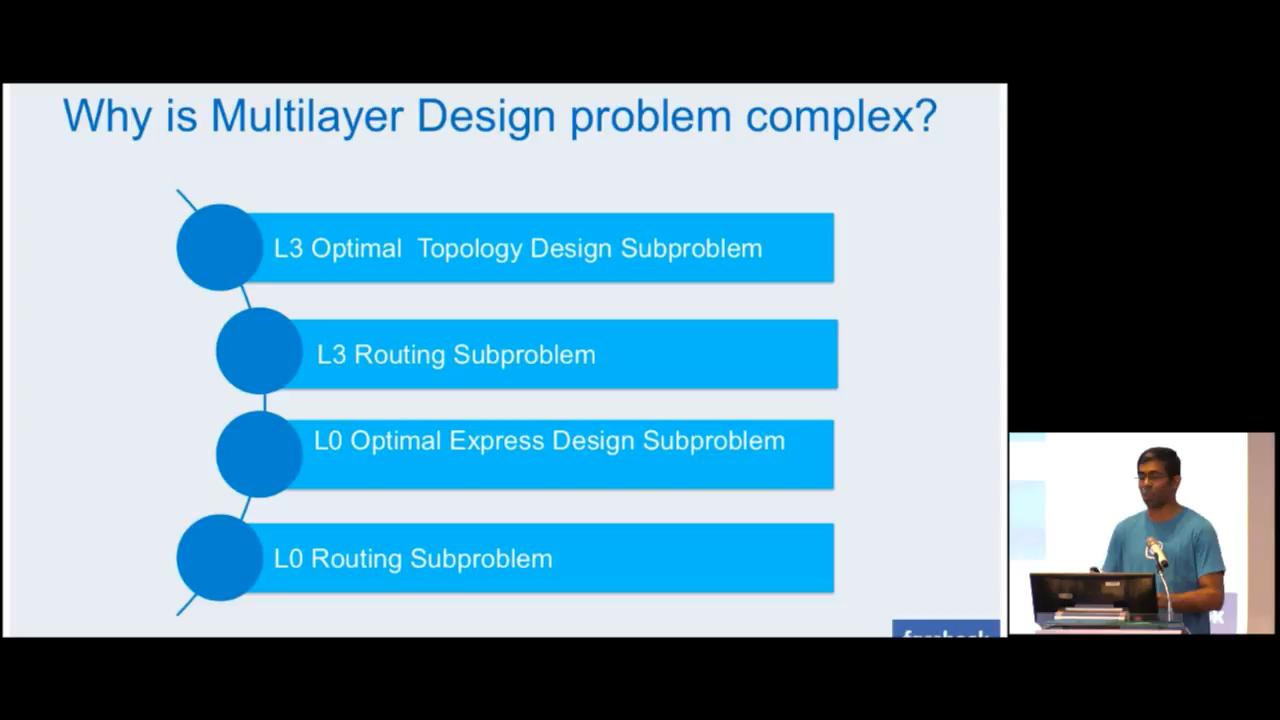 Why is Multilayer Design problem complex?
L3 Optimal Topology Design Subproblem
L3 Routing Subproblem
L0 Optimal Express Design Subproblem
L0 Routing Subproblem
facebook